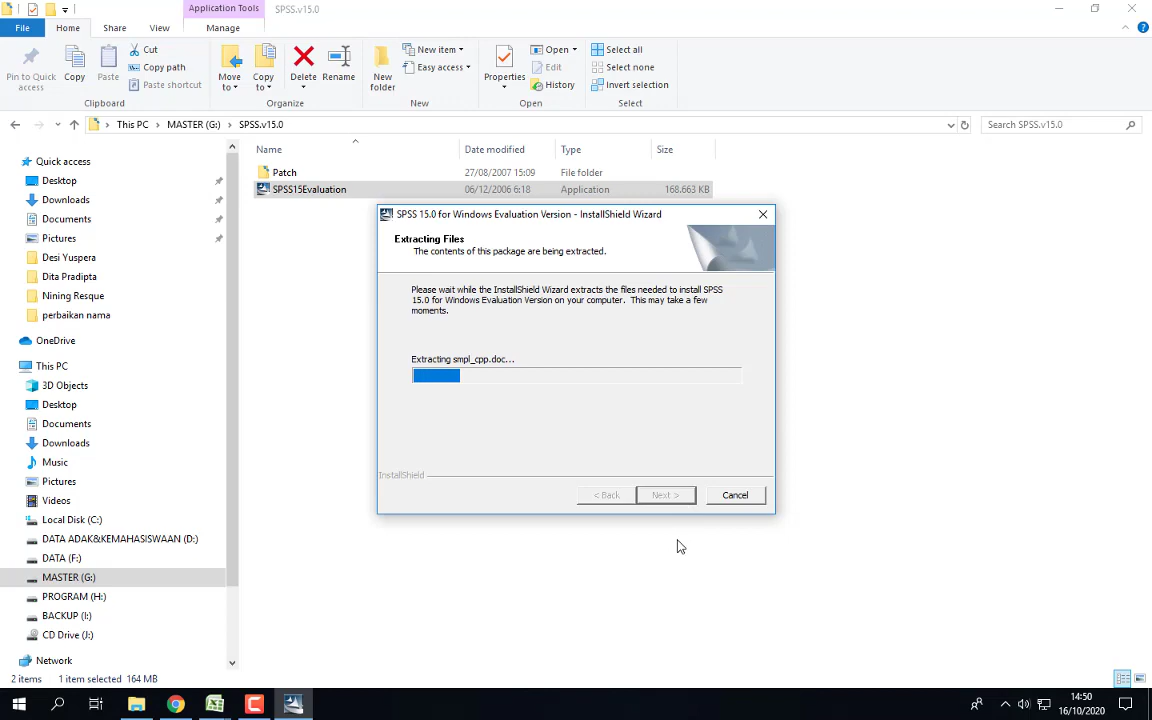 Application Tools
SPSS.v15.0
File
Home
Share
View
Manage
Pin to Quick
access
Copy
Paste
Cut
Copy path
Paste shortcut
Clipboard
Move
to
Copy
to
Delete
Rename
Organize
New
folder
New item
Easy access
New
Properties
Open
Edit
History
Open
Select all
Select none
Invert selection
Select
This PC
MASTER (G:)
SPSS.v15.0
Search SPSS.v15.0
Name
Date modified
Type
Size
Patch
27/08/2007 15:09
File folder
SPSS15Evaluation
06/12/2006 6:18
Application
168.663 KB
Quick access
Desktop
Downloads
Documents
Pictures
Desi Yuspera
Dita Pradipta
Nining Resque
perbaikan nama
OneDrive
This PC
3D Objects
Desktop
Documents
Downloads
Music
Pictures
Videos
Local Disk (C:)
DATA ADAK&KEMAHASISWAAN (D:)
DATA (F:)
MASTER (G:)
PROGRAM (H:)
BACKUP (I:)
CD Drive (J:)
Network
SPSS 15.0 for Windows Evaluation Version - InstallShield Wizard
Extracting Files
The contents of this package are being extracted.
Please wait while the InstallShield Wizard extracts the files needed to install SPSS
15.0 for Windows Evaluation Version on your computer. This may take a few
moments.
Extracting smpl_cpp.doc...
InstallShield
< Back
Next >
Cancel
2 items
1 item selected 164 MB
14:50
16/10/2020